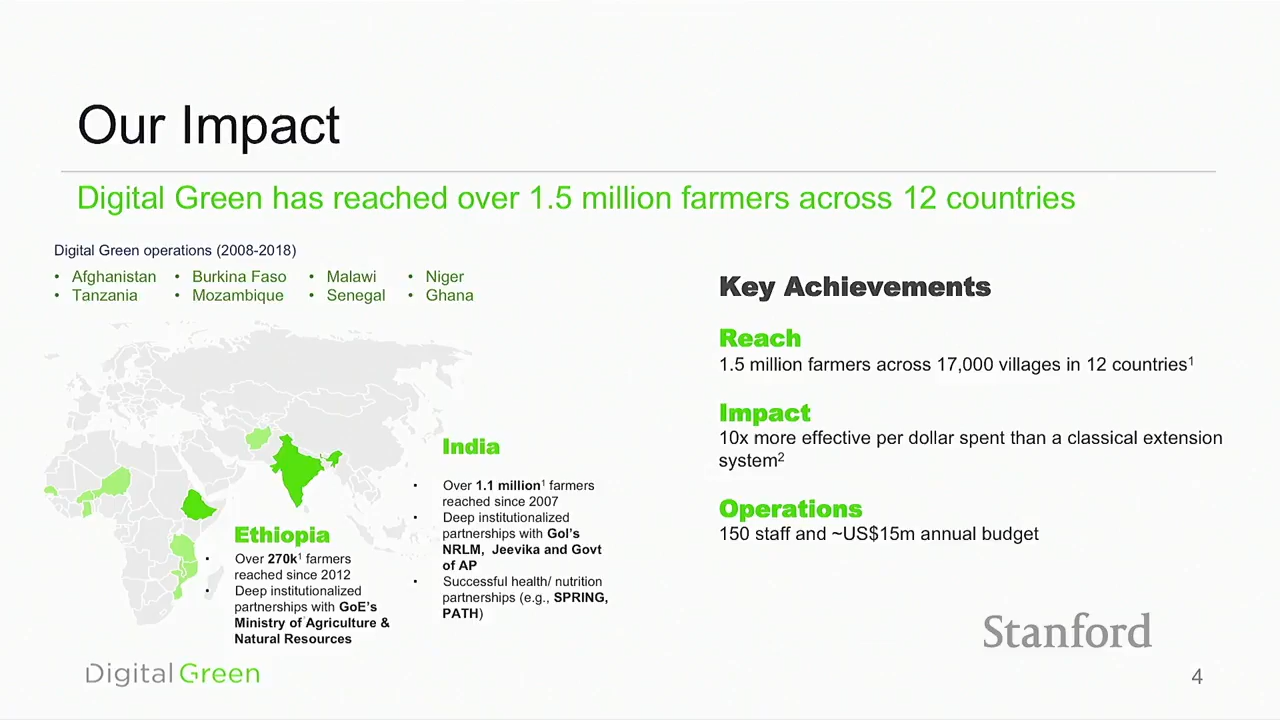 Our Impact
Digital Green has reached over 1.5 million farmers across 12 countries
Digital Green operations (2008-2018)
• Afghanistan • Burkina Faso • Malawi • Niger
• Tanzania • Mozambique • Senegal • Ghana
Ethiopia
• Over 270k¹ farmers
reached since 2012
• Deep institutionalized
partnerships with GoE's
Ministry of Agriculture &
Natural Resources
India
• Over 1.1 million¹ farmers
reached since 2007
• Deep institutionalized
partnerships with GoI's
NRLM, Jeevika and Govt
of AP
• Successful health/ nutrition
partnerships (e.g., SPRING,
PATH)
Key Achievements
Reach
1.5 million farmers across 17,000 villages in 12 countries¹
Impact
10x more effective per dollar spent than a classical extension
system²
Operations
150 staff and ~US$15m annual budget
Stanford
Digital Green
4